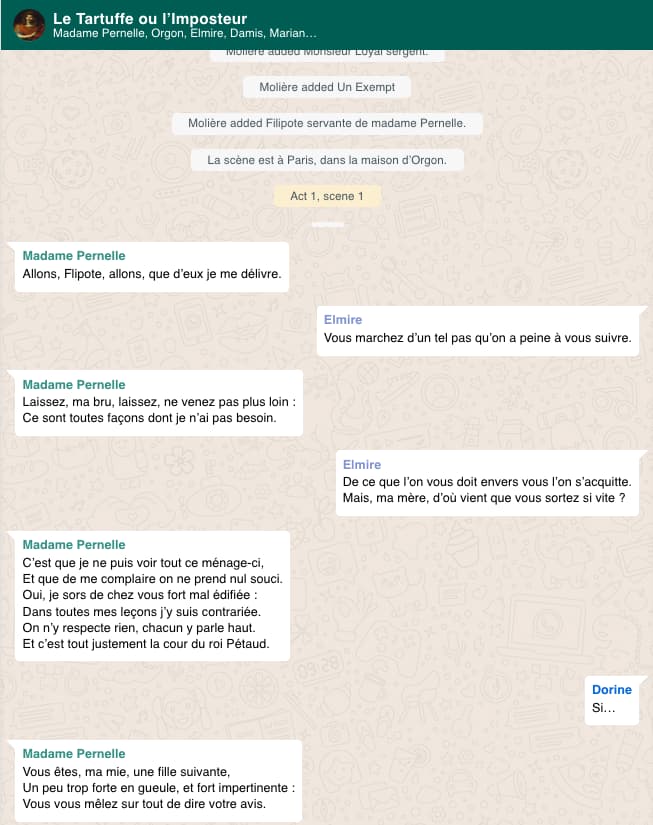 Le Tartuffe ou l’Imposteur
Madame Pernelle, Orgon, Elmire, Damis, Marian…
Molière added Monsieur Loyal sergent.
Molière added Un Exempt
Molière added Filipote servante de madame Pernelle.
La scène est à Paris, dans la maison d’Orgon.
Act 1, scene 1
Madame Pernelle
Allons, Flipote, allons, que d’eux je me délivre.
Elmire
Vous marchez d’un tel pas qu’on a peine à vous suivre.
Madame Pernelle
Laissez, ma bru, laissez, ne venez pas plus loin :
Ce sont toutes façons dont je n’ai pas besoin.
Elmire
De ce que l’on vous doit envers vous l’on s’acquitte.
Mais, ma mère, d’où vient que vous sortez si vite ?
Madame Pernelle
C’est que je ne puis voir tout ce ménage-ci,
Et que de me complaire on ne prend nul souci.
Oui, je sors de chez vous fort mal édifiée :
Dans toutes mes leçons j’y suis contrariée.
On n’y respecte rien, chacun y parle haut.
Et c’est tout justement la cour du roi Pétaud.
Dorine
Si…
Madame Pernelle
Vous êtes, ma mie, une fille suivante,
Un peu trop forte en gueule, et fort impertinente :
Vous vous mêlez sur tout de dire votre avis.